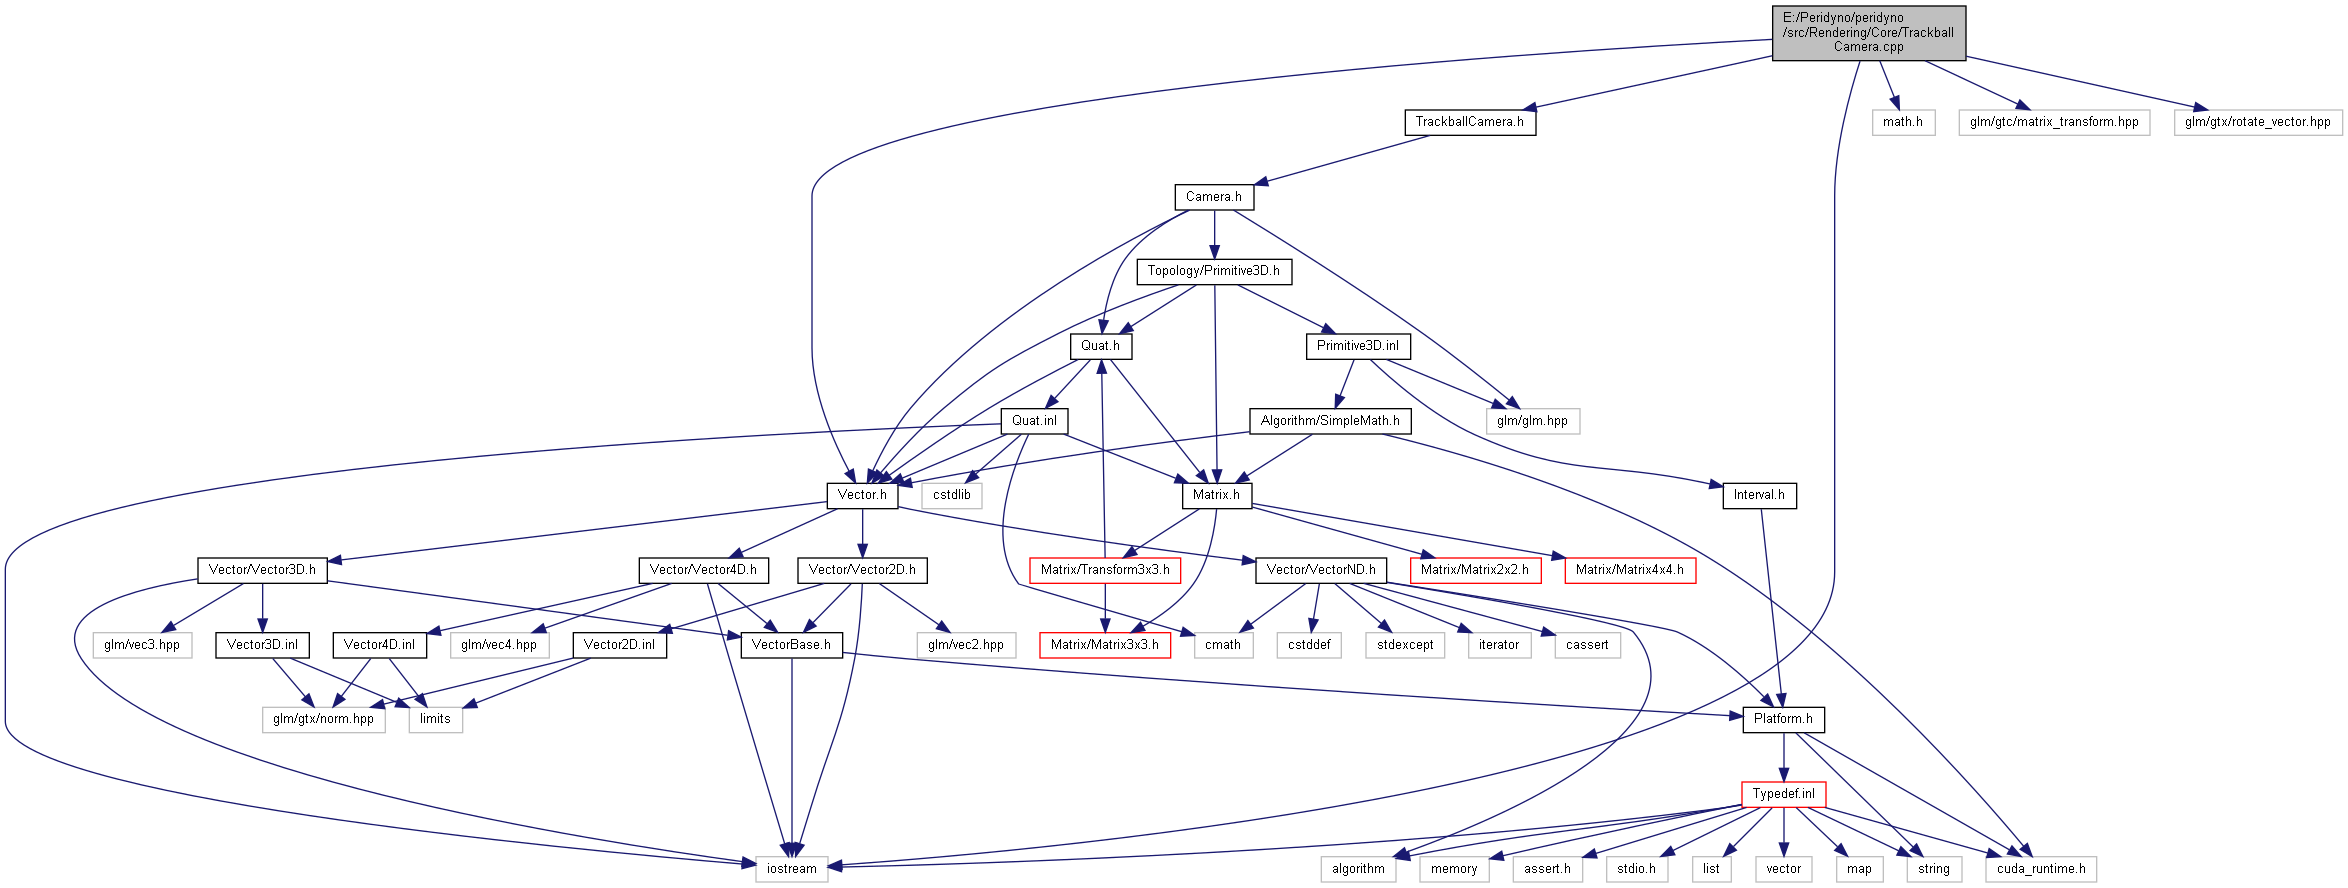 E:/Peridyno/peridyno
/src/Rendering/Core/Trackball
Camera.cpp
TrackballCamera.h
math.h
glm/gtc/matrix_transform.hpp
glm/gtx/rotate_vector.hpp
Camera.h
Topology/Primitive3D.h
Quat.h
Primitive3D.inl
Quat.inl
Algorithm/SimpleMath.h
glm/glm.hpp
Vector.h
cstdlib
Matrix.h
Interval.h
Vector/Vector3D.h
Vector/Vector4D.h
Vector/Vector2D.h
Matrix/Transform3x3.h
Vector/VectorND.h
Matrix/Matrix2x2.h
Matrix/Matrix4x4.h
glm/vec3.hpp
Vector3D.inl
Vector4D.inl
glm/vec4.hpp
Vector2D.inl
VectorBase.h
glm/vec2.hpp
Matrix/Matrix3x3.h
cmath
cstddef
stdexcept
iterator
cassert
glm/gtx/norm.hpp
limits
Platform.h
Typedef.inl
iostream
algorithm
memory
assert.h
stdio.h
list
vector
map
string
cuda_runtime.h